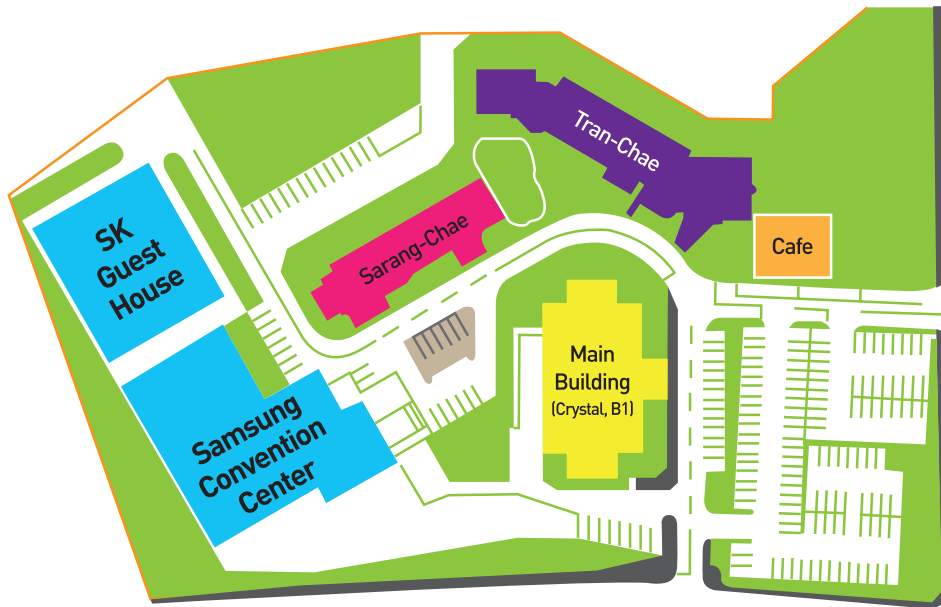 Tran-Chae
Sarang-Chae
SK
Guest
House
Cafe
Main
Building
(Crystal, B1)
Samsung
Convention
Center